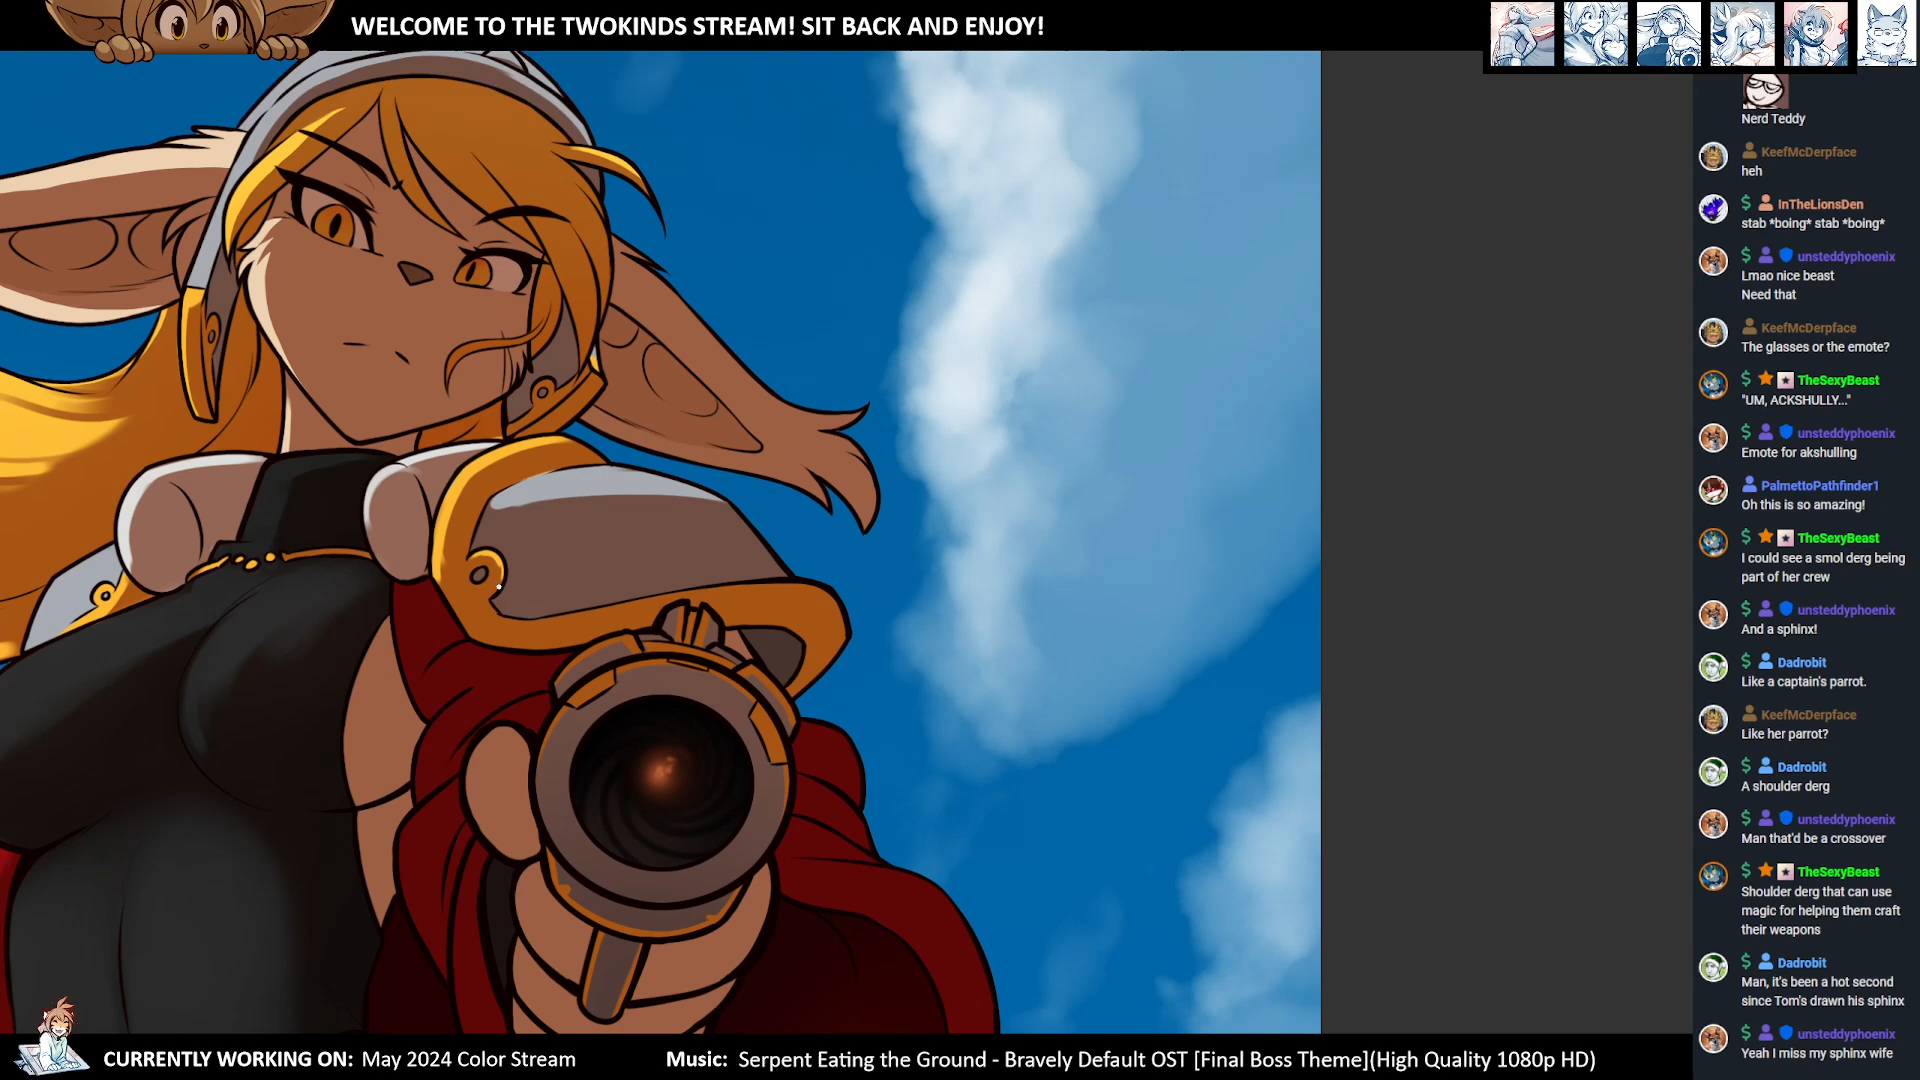 WELCOME TO THE TWOKINDS STREAM! SIT BACK AND ENJOY!
Nerd Teddy
KeefMcDerpface
heh
InTheLionsDen
stab *boing* stab *boing*
unsteddyphoenix
Lmao nice beast
Need that
KeefMcDerpface
The glasses or the emote?
TheSexyBeast
"UM, ACKSHULLY..."
unsteddyphoenix
Emote for akshulling
PalmettoPathfinder1
Oh this is so amazing!
TheSexyBeast
I could see a smol derg being
part of her crew
unsteddyphoenix
And a sphinx!
Dadrobit
Like a captain's parrot.
KeefMcDerpface
Like her parrot?
Dadrobit
A shoulder derg
unsteddyphoenix
Man that'd be a crossover
TheSexyBeast
Shoulder derg that can use
magic for helping them craft
their weapons
Dadrobit
Man, it's been a hot second
since Tom's drawn his sphinx
unsteddyphoenix
Yeah I miss my sphinx wife
CURRENTLY WORKING ON: May 2024 Color Stream
Music: Serpent Eating the Ground - Bravely Default OST [Final Boss Theme](High Quality 1080p HD)